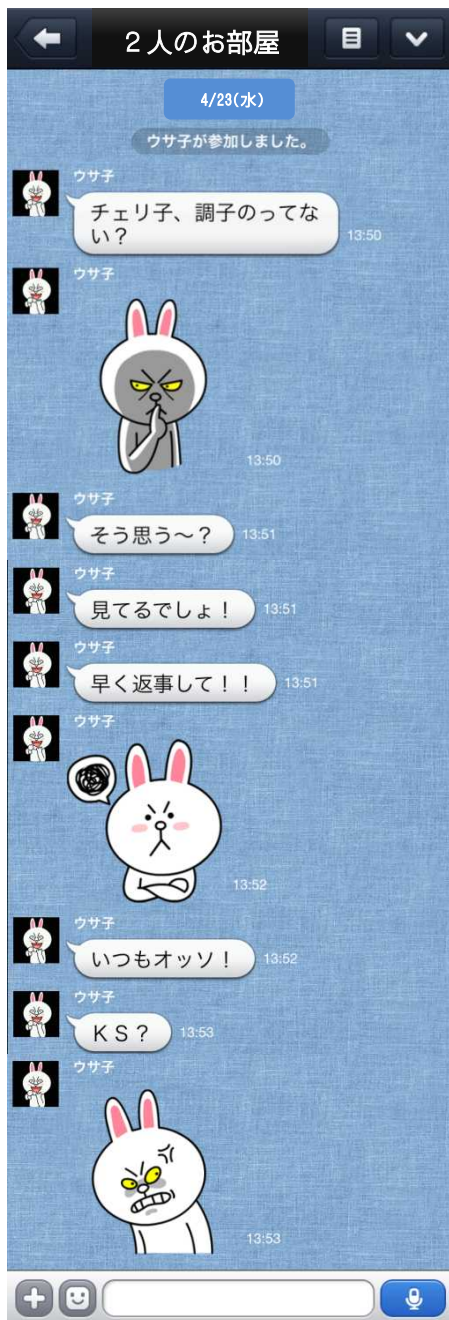 ２人のお部屋
4/23(水)
ウサ子が参加しました。
ウサ子
チェリ子、調子のってな
い？
13:50
ウサ子
13:50
ウサ子
そう思う〜？
13:51
ウサ子
見てるでしょ！
13:51
ウサ子
早く返事して！！
13:51
ウサ子
13:52
ウサ子
いつもオッソ！
13:52
ウサ子
ＫＳ？
13:53
ウサ子
13:53